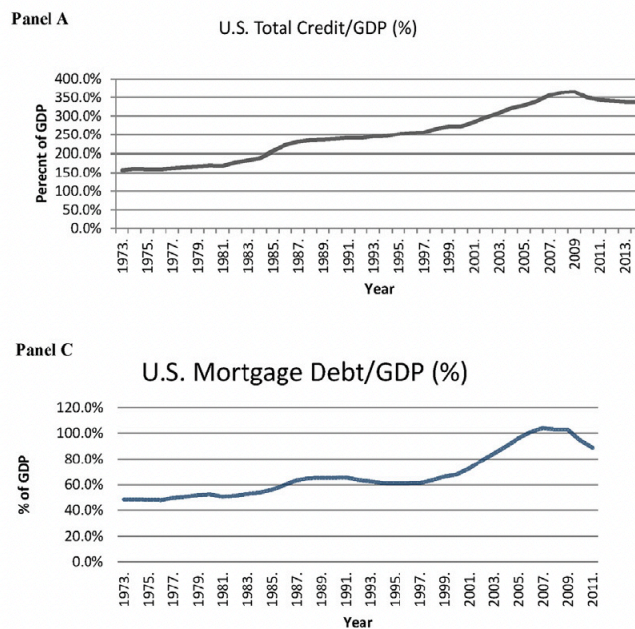 Panel A
U.S. Total Credit/GDP (%)
400.0%
350.0%
300.0%
250.0%
200.0%
150.0%
100.0%
50.0%
0.0%
Perecnt of GDP
1973. 1975. 1977. 1979. 1981. 1983. 1985. 1987. 1989. 1991. 1993. 1995. 1997. 1999. 2001. 2003. 2005. 2007. 2009 2011. 2013.
Year
Panel C
U.S. Mortgage Debt/GDP (%)
120.0%
100.0%
80.0%
60.0%
40.0%
20.0%
0.0%
% of GDP
1973. 1975. 1977. 1979. 1981. 1983. 1985. 1987. 1989. 1991. 1993. 1995. 1997. 1999. 2001. 2003. 2005. 2007. 2009. 2011.
Year